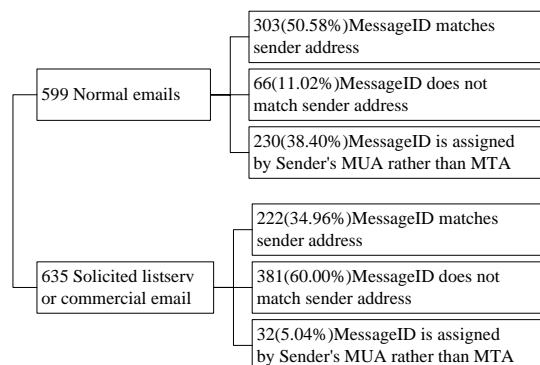 303(50.58%)MessageID matches
sender address
599 Normal emails
66(11.02%)MessageID does not
match sender address
230(38.40%)MessageID is assigned
by Sender's MUA rather than MTA
222(34.96%)MessageID matches
sender address
635 Solicited listserv
or commercial email
381(60.00%)MessageID does not
match sender address
32(5.04%)MessageID is assigned
by Sender's MUA rather than MTA